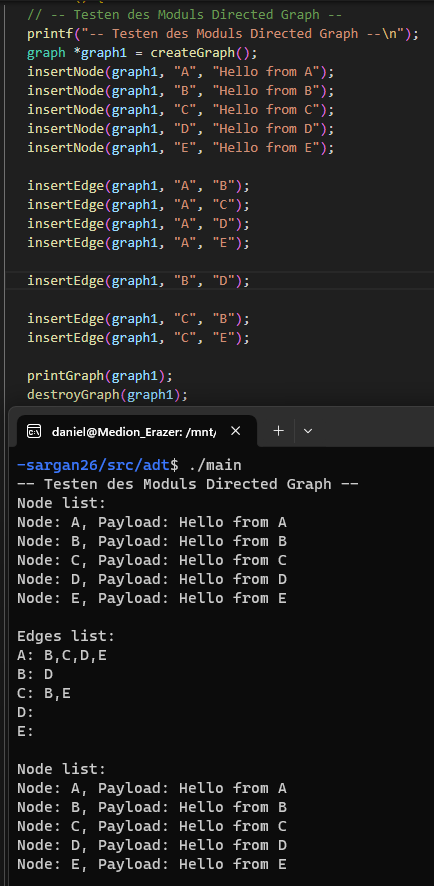 // -- Testen des Moduls Directed Graph --
printf("-- Testen des Moduls Directed Graph --\n");
graph *graph1 = createGraph();
insertNode(graph1, "A", "Hello from A");
insertNode(graph1, "B", "Hello from B");
insertNode(graph1, "C", "Hello from C");
insertNode(graph1, "D", "Hello from D");
insertNode(graph1, "E", "Hello from E");
insertEdge(graph1, "A", "B");
insertEdge(graph1, "A", "C");
insertEdge(graph1, "A", "D");
insertEdge(graph1, "A", "E");
insertEdge(graph1, "B", "D");
insertEdge(graph1, "C", "B");
insertEdge(graph1, "C", "E");
printGraph(graph1);
destroyGraph(graph1);
daniel@Medion_Erazer: /mnt/
-sargan26/src/adt$ ./main
-- Testen des Moduls Directed Graph --
Node list:
Node: A, Payload: Hello from A
Node: B, Payload: Hello from B
Node: C, Payload: Hello from C
Node: D, Payload: Hello from D
Node: E, Payload: Hello from E
Edges list:
A: B,C,D,E
B: D
C: B,E
D:
E:
Node list:
Node: A, Payload: Hello from A
Node: B, Payload: Hello from B
Node: C, Payload: Hello from C
Node: D, Payload: Hello from D
Node: E, Payload: Hello from E